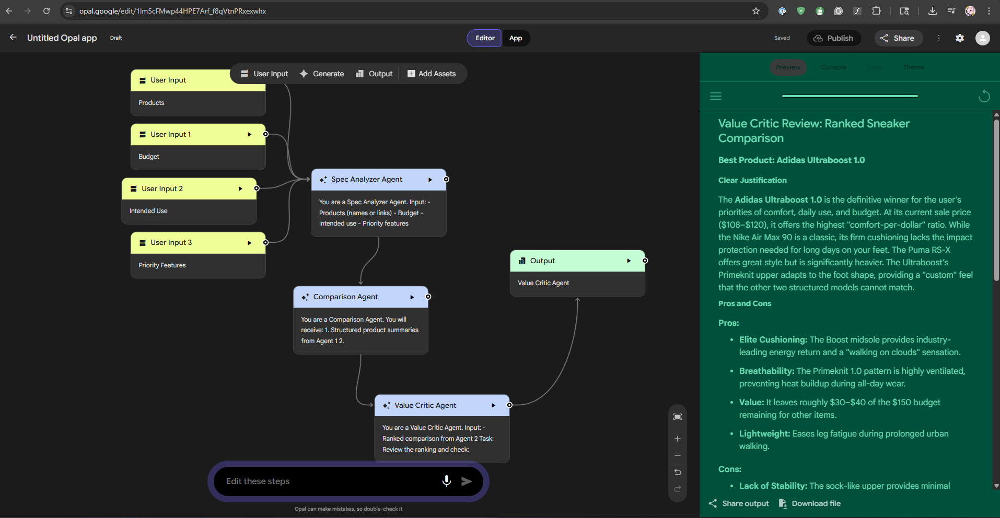 opal.google/edit/1Im5cFMwp44HPE7Arf_f8qVtnPRxexwhx
Untitled Opal app
Draft
Editor
App
Saved
Publish
Share
User Input
Generate
Output
Add Assets
User Input
Products
User Input 1
Budget
User Input 2
Intended Use
User Input 3
Priority Features
Spec Analyzer Agent
You are a Spec Analyzer Agent. Input: -
Products (names or links) - Budget -
Intended use - Priority features
Comparison Agent
You are a Comparison Agent. You will
receive: 1. Structured product summaries
from Agent 1 2.
Value Critic Agent
You are a Value Critic Agent. Input: -
Ranked comparison from Agent 2 Task:
Review the ranking and check:
Output
Value Critic Agent
Edit these steps
Opal can make mistakes, so double-check it
Preview
Console
Step
Theme
Value Critic Review: Ranked Sneaker
Comparison
Best Product: Adidas Ultraboost 1.0
Clear Justification
The Adidas Ultraboost 1.0 is the definitive winner for the user's
priorities of comfort, daily use, and budget. At its current sale price
($108–$120), it offers the highest "comfort-per-dollar" ratio. While
the Nike Air Max 90 is a classic, its firm cushioning lacks the impact
protection needed for long days on your feet. The Puma RS-X
offers great style but is significantly heavier. The Ultraboost’s
Primeknit upper adapts to the foot shape, providing a "custom" feel
that the other two structured models cannot match.
Pros and Cons
Pros:
• Elite Cushioning: The Boost midsole provides industry-
leading energy return and a "walking on clouds" sensation.
• Breathability: The Primeknit 1.0 pattern is highly ventilated,
preventing heat buildup during all-day wear.
• Value: It leaves roughly $30–$40 of the $150 budget
remaining for other items.
• Lightweight: Eases leg fatigue during prolonged urban
walking.
Cons:
• Lack of Stability: The sock-like upper provides minimal
Share output
Download file